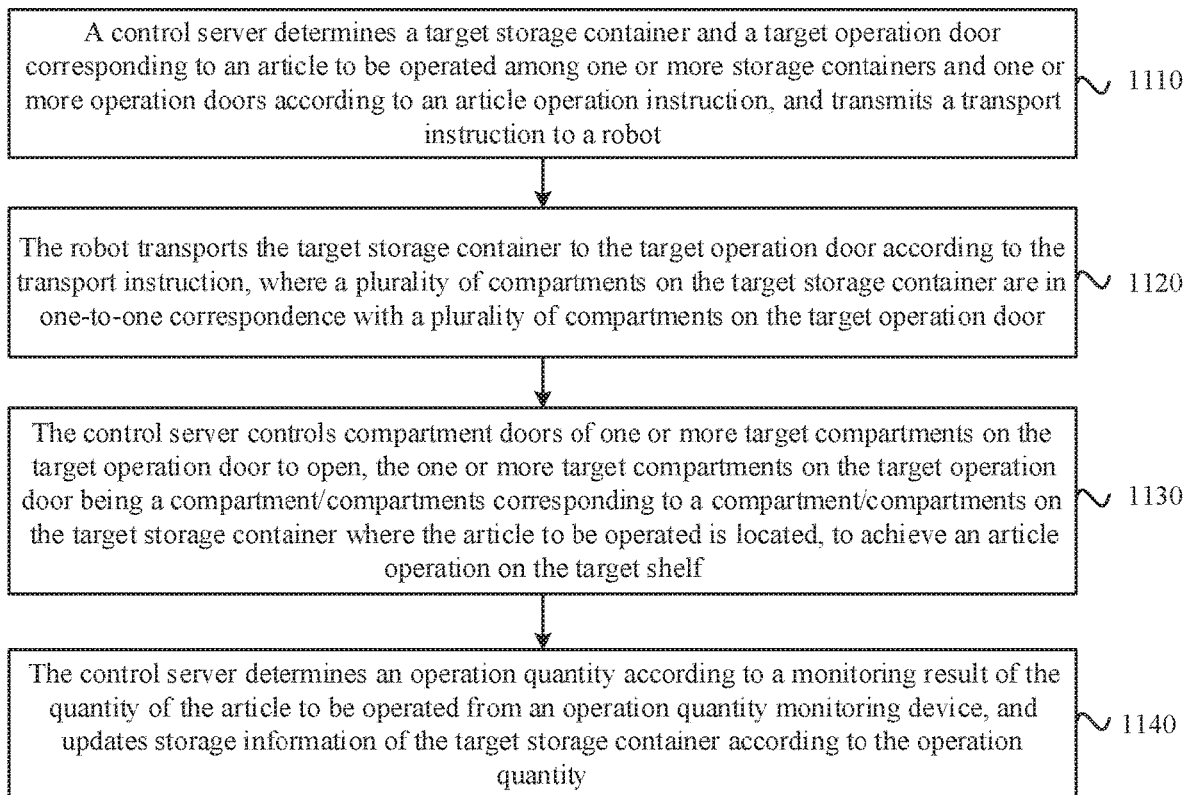 A control server determines a target storage container and a target operation door
corresponding to an article to be operated among one or more storage containers and one or
more operation doors according to an article operation instruction, and transmits a transport
instruction to a robot
1110
The robot transports the target storage container to the target operation door according to the
transport instruction, where a plurality of compartments on the target storage container are in
one-to-one correspondence with a plurality of compartments on the target operation door
1120
The control server controls compartment doors of one or more target compartments on the
target operation door to open, the one or more target compartments on the target operation
door being a compartment/compartments corresponding to a compartment/compartments on
the target storage container where the article to be operated is located, to achieve an article
operation on the target shelf
1130
The control server determines an operation quantity according to a monitoring result of the
quantity of the article to be operated from an operation quantity monitoring device, and
updates storage information of the target storage container according to the operation
quantity
1140